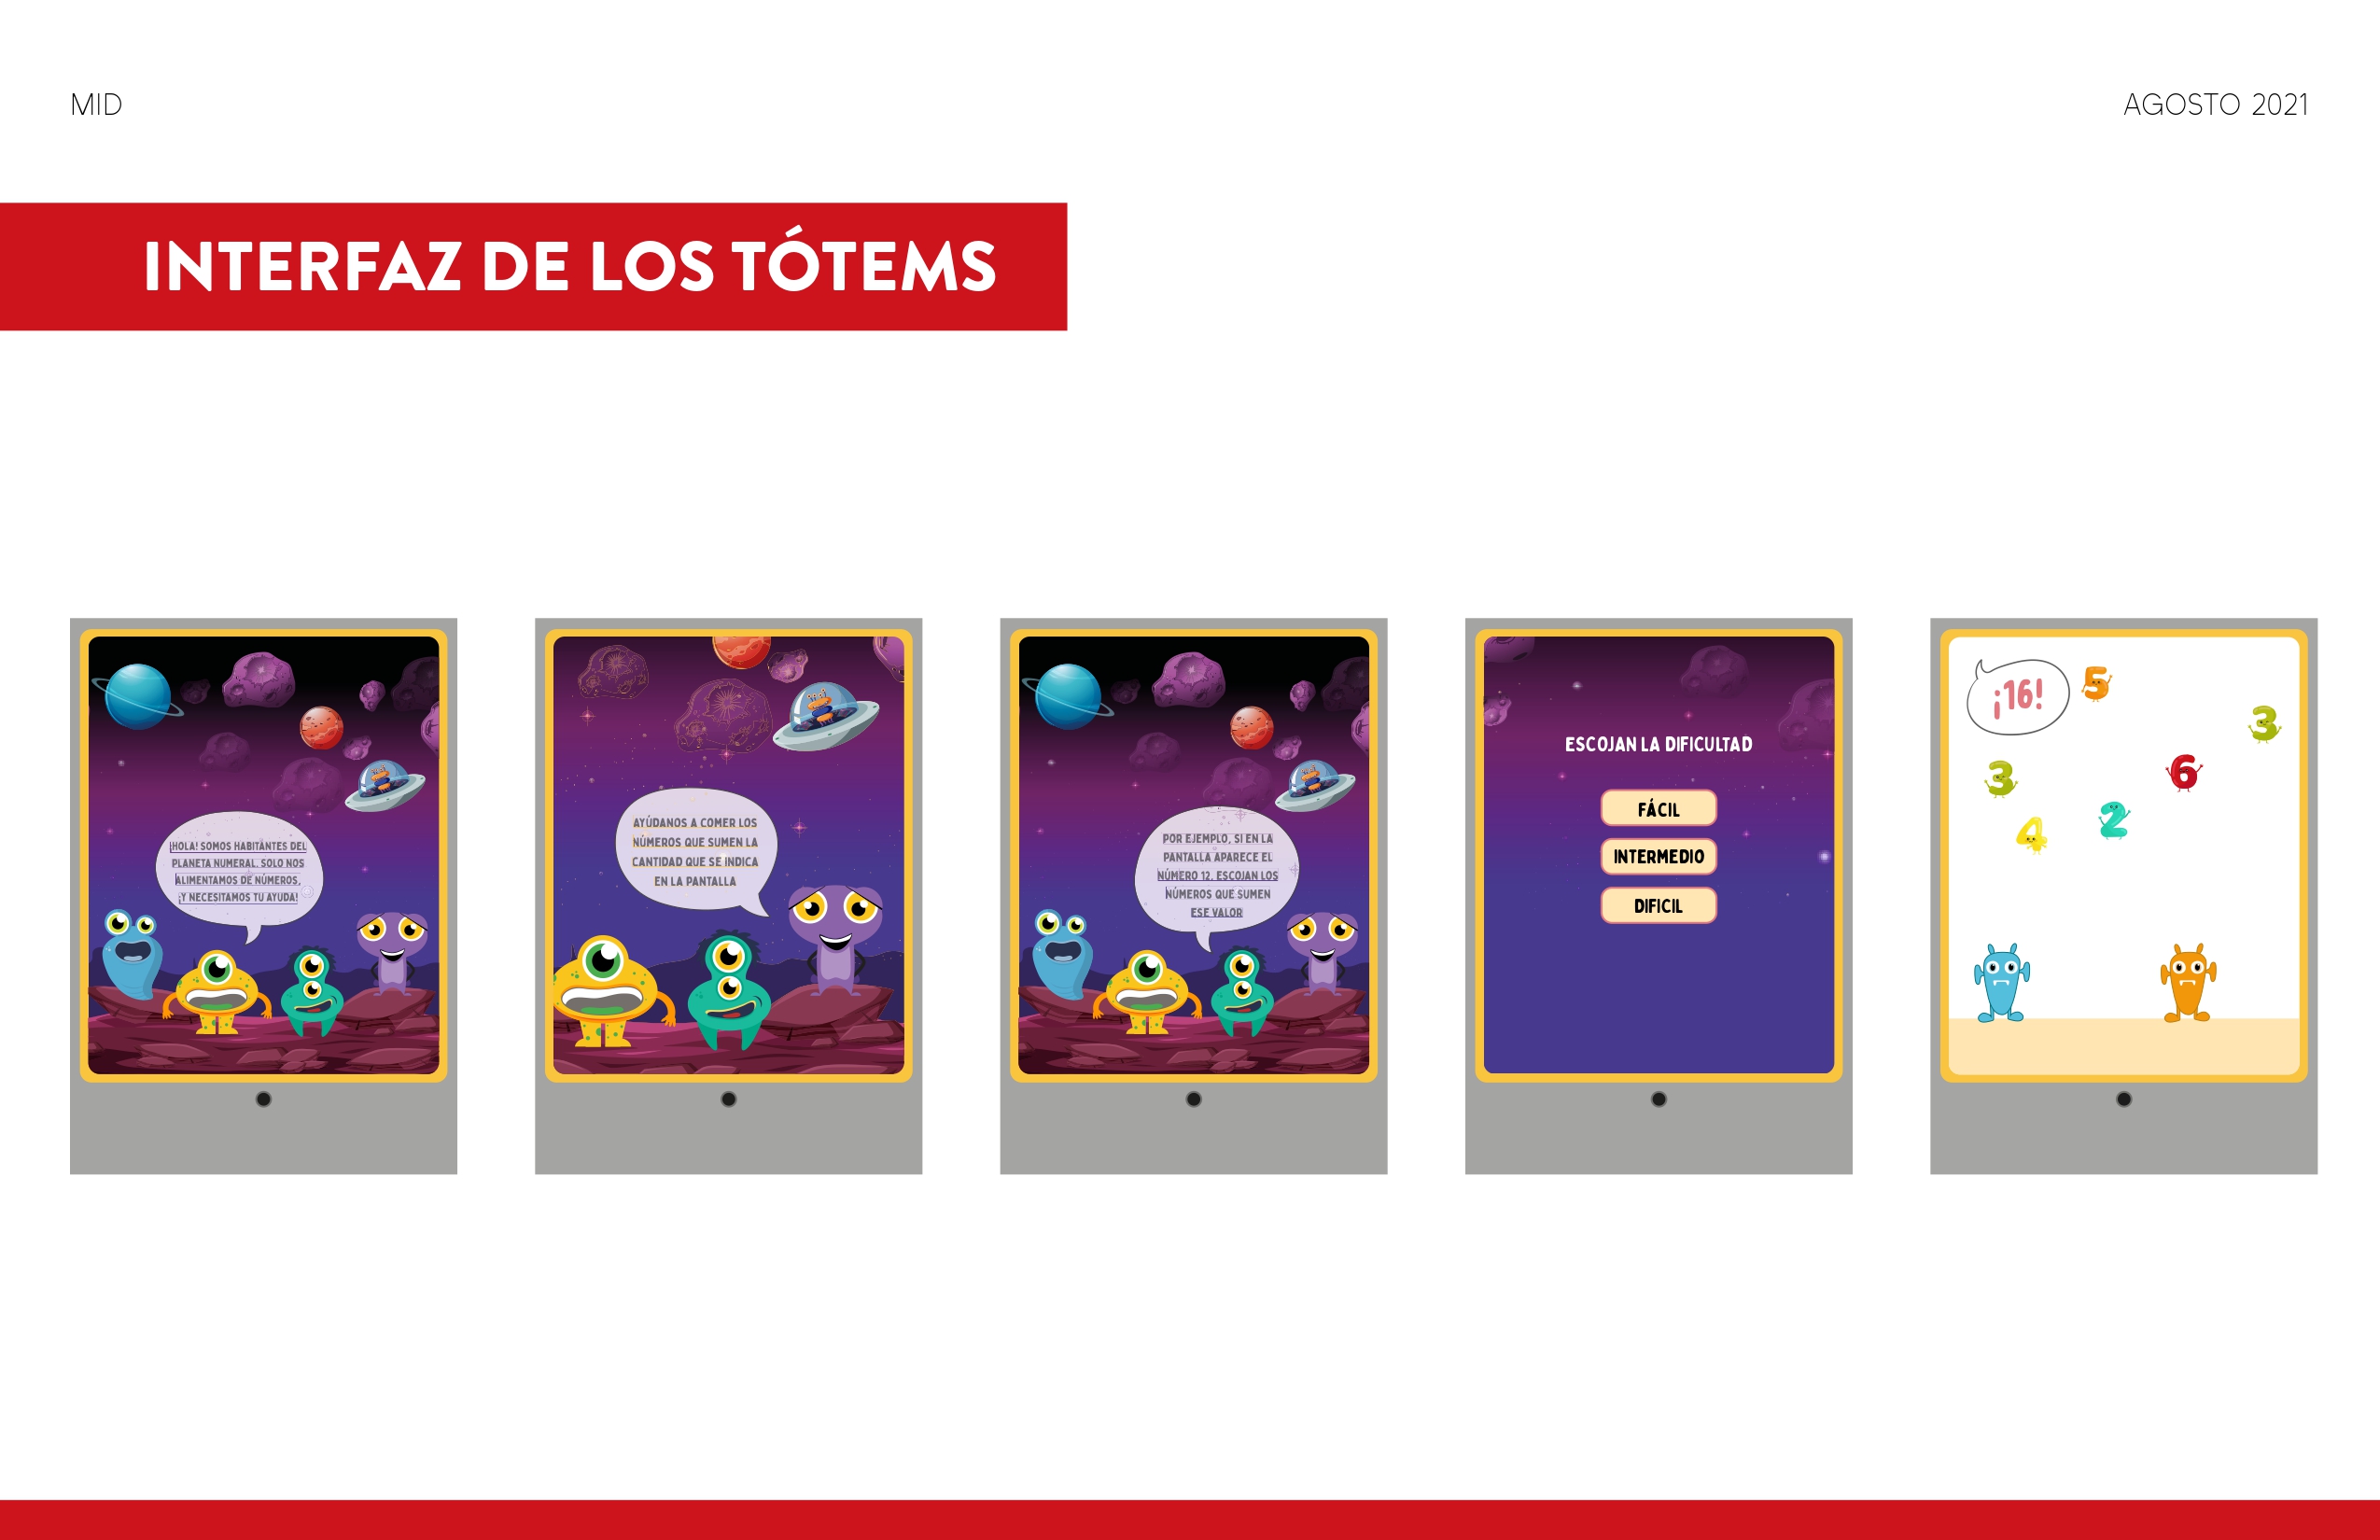 MID
AGOSTO 2021
INTERFAZ DE LOS TÓTEMS
¡HOLA! SOMOS HABITANTES DEL
PLANETA NUMERAL. SOLO NOS
ALIMENTAMOS DE NÚMEROS,
¡Y NECESITAMOS TU AYUDA!
AYÚDANOS A COMER LOS
NÚMEROS QUE SUMEN LA
CANTIDAD QUE SE INDICA
EN LA PANTALLA
POR EJEMPLO, SI EN LA
PANTALLA APARECE EL
NÚMERO 12. ESCOJAN LOS
NÚMEROS QUE SUMEN
ESE VALOR
ESCOJAN LA DIFICULTAD
FÁCIL
INTERMEDIO
DIFICIL
¡16!
5
3
3
6
2
4